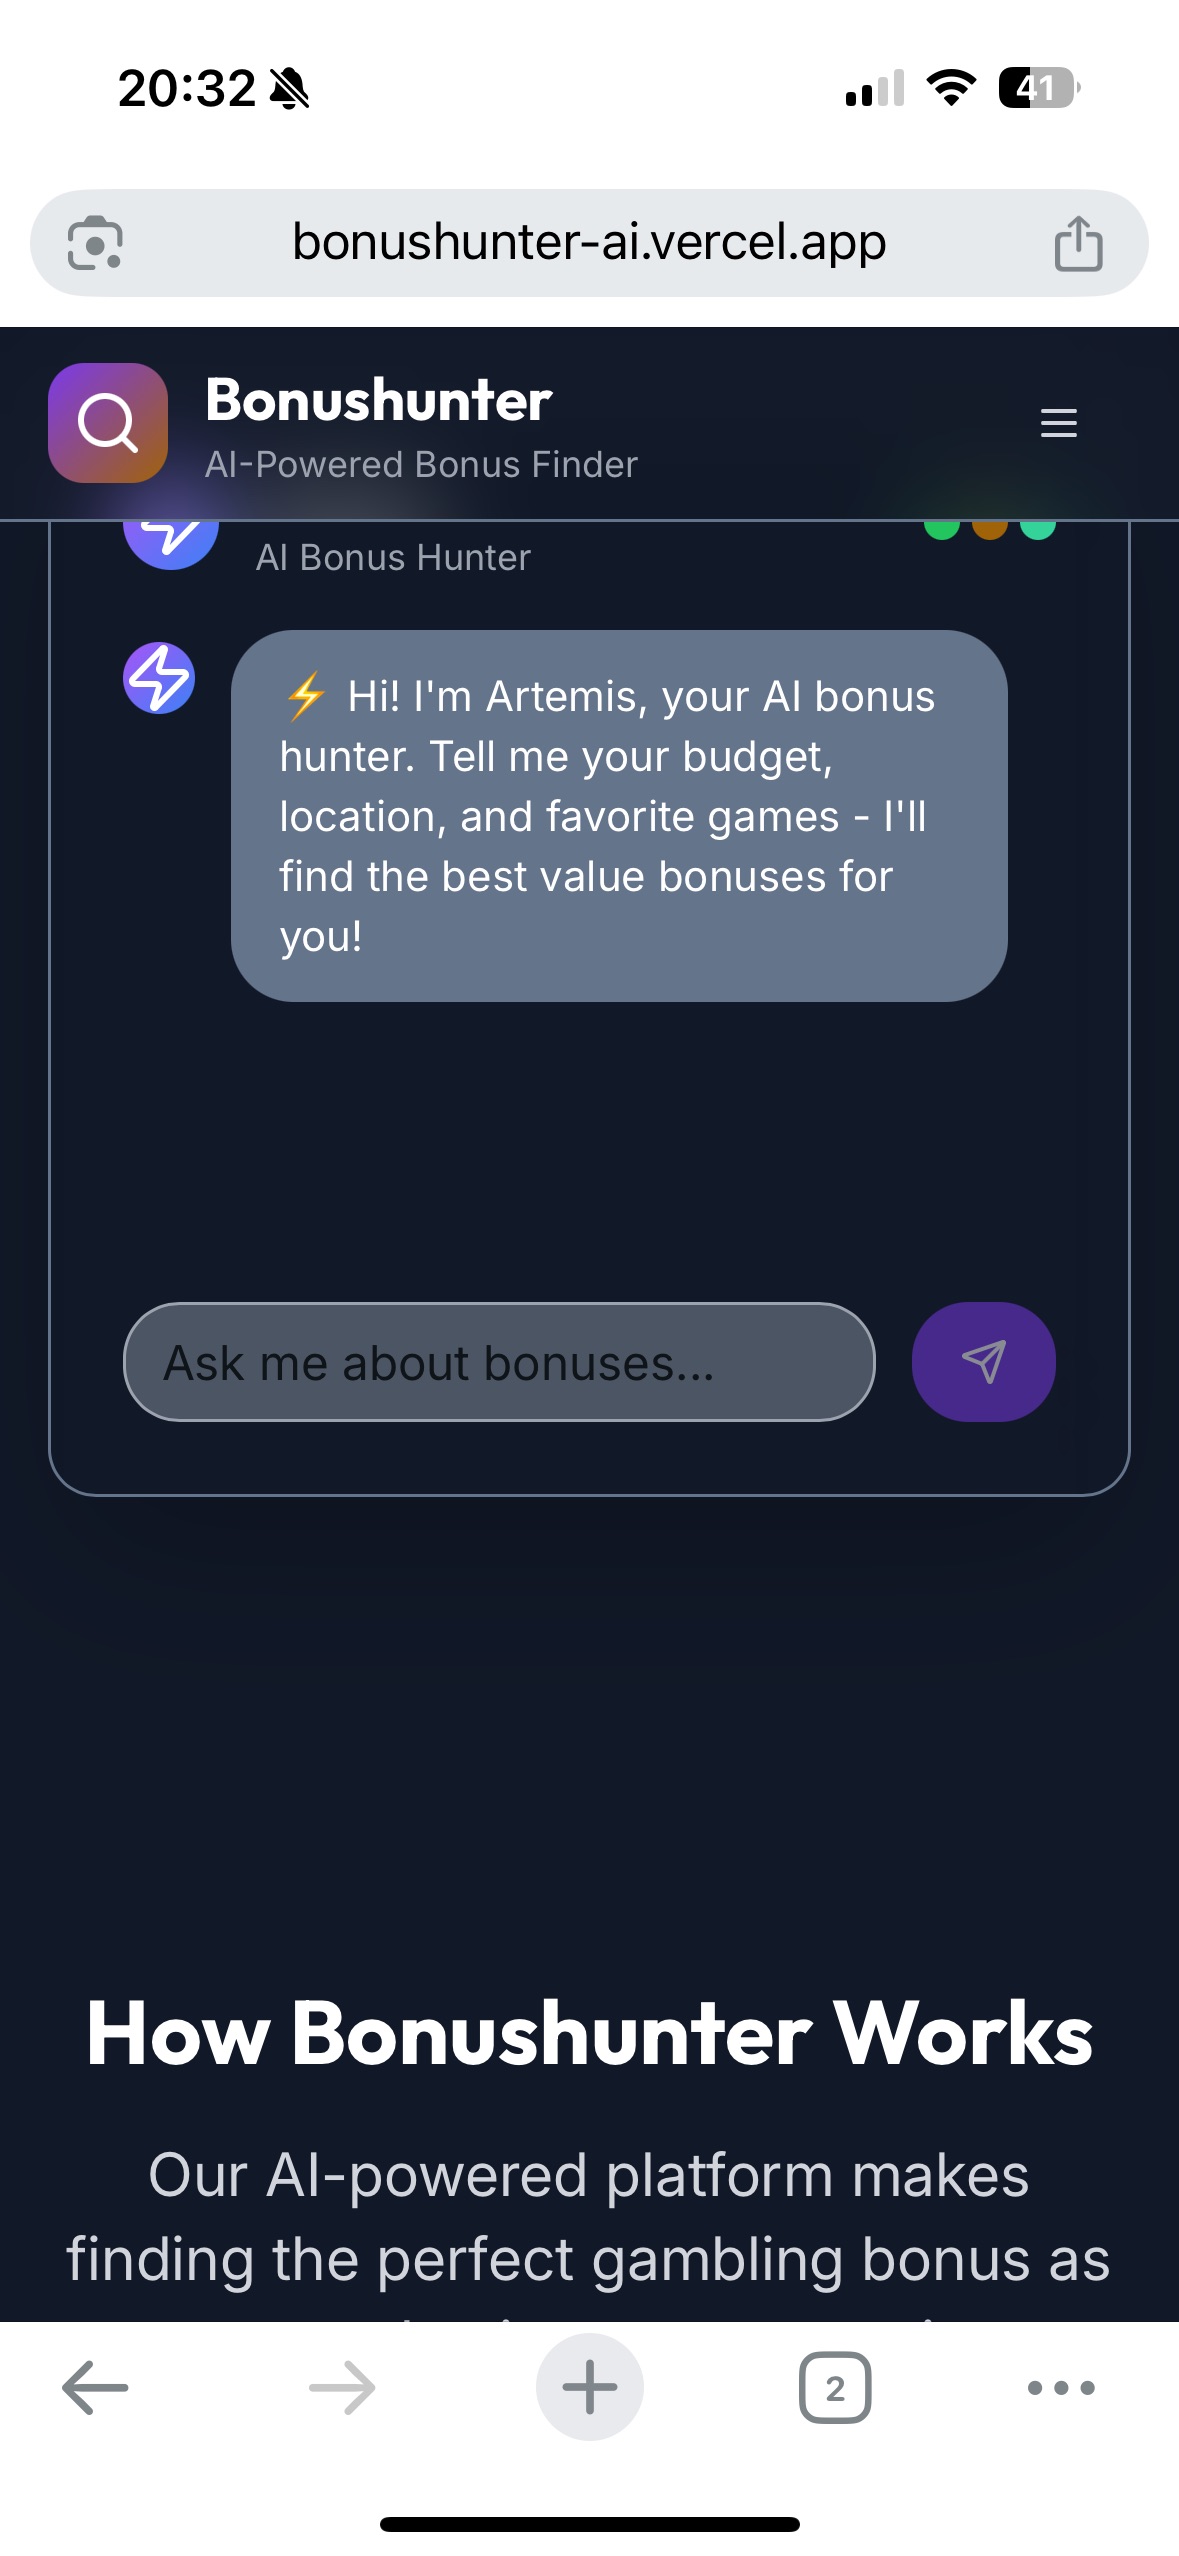 20:32
41
bonushunter-ai.vercel.app
Bonushunter
AI-Powered Bonus Finder
AI Bonus Hunter
⚡ Hi! I'm Artemis, your AI bonus
hunter. Tell me your budget,
location, and favorite games - I'll
find the best value bonuses for
you!
Ask me about bonuses...
How Bonushunter Works
Our AI-powered platform makes
finding the perfect gambling bonus as
2